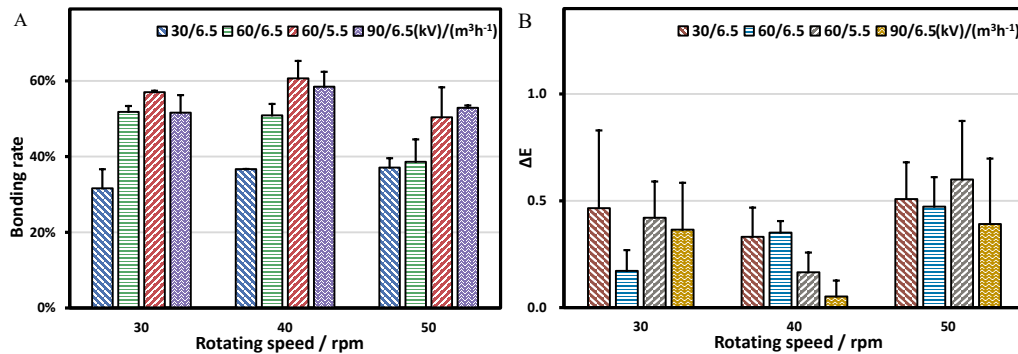 A
30/6.5 60/6.5 60/5.5 90/6.5(kV)/(m³h⁻¹)
Bonding rate
60%
40%
20%
0%
30 40 50
Rotating speed / rpm
B
30/6.5 60/6.5 60/5.5 90/6.5(kV)/(m³h⁻¹)
ΔE
1.0
0.5
0.0
30 40 50
Rotating speed / rpm